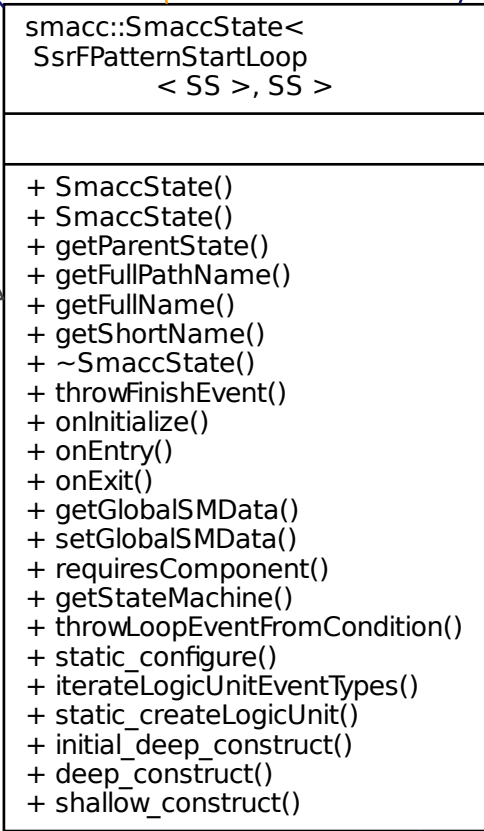 smacc::SmaccState<
SsrFPatternStartLoop
< SS >, SS >
+ SmaccState()
+ SmaccState()
+ getParentState()
+ getFullPathName()
+ getFullName()
+ getShortName()
+ ~SmaccState()
+ throwFinishEvent()
+ onInitialize()
+ onEntry()
+ onExit()
+ getGlobalSMData()
+ setGlobalSMData()
+ requiresComponent()
+ getStateMachine()
+ throwLoopEventFromCondition()
+ static_configure()
+ iterateLogicUnitEventTypes()
+ static_createLogicUnit()
+ initial_deep_construct()
+ deep_construct()
+ shallow_construct()